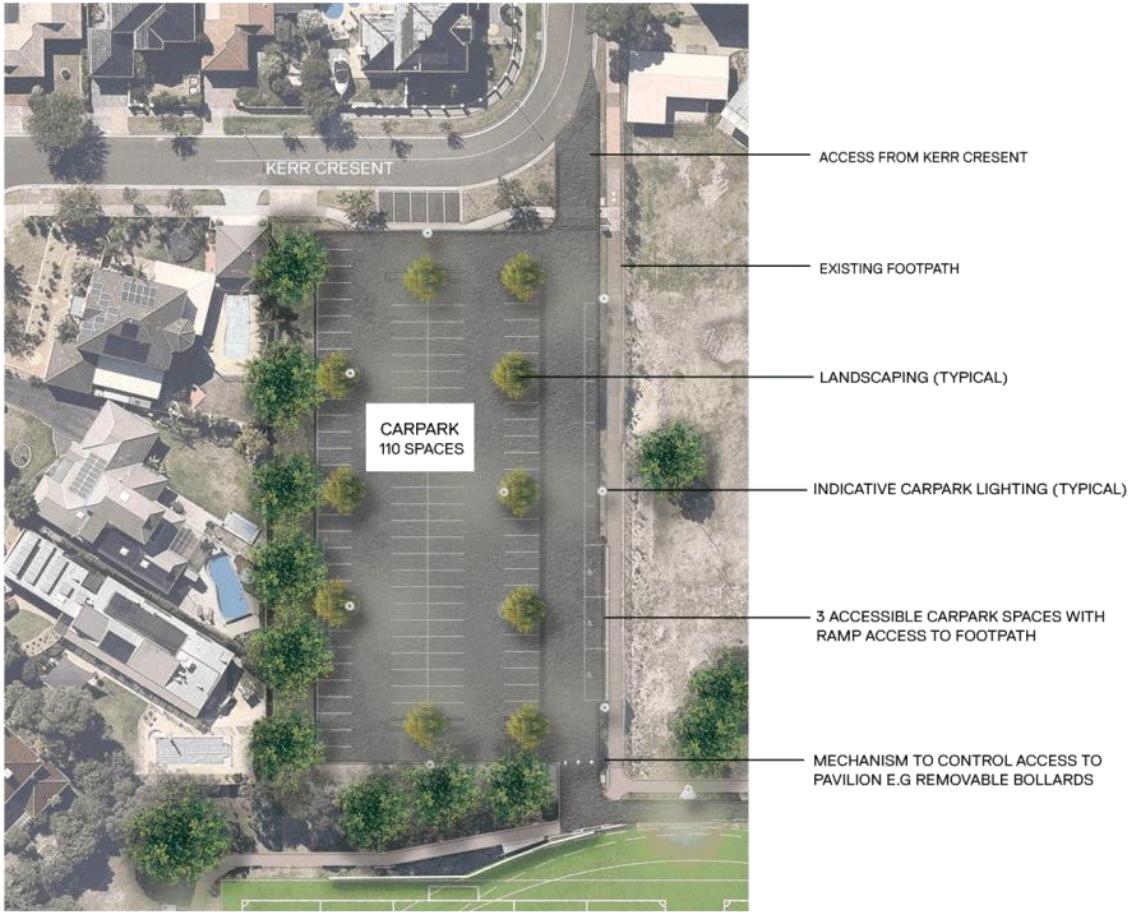 KERR CRESENT
ACCESS FROM KERR CRESENT
EXISTING FOOTPATH
LANDSCAPING (TYPICAL)
CARPARK
110 SPACES
INDICATIVE CARPARK LIGHTING (TYPICAL)
3 ACCESSIBLE CARPARK SPACES WITH
RAMP ACCESS TO FOOTPATH
MECHANISM TO CONTROL ACCESS TO
PAVILION E.G REMOVABLE BOLLARDS